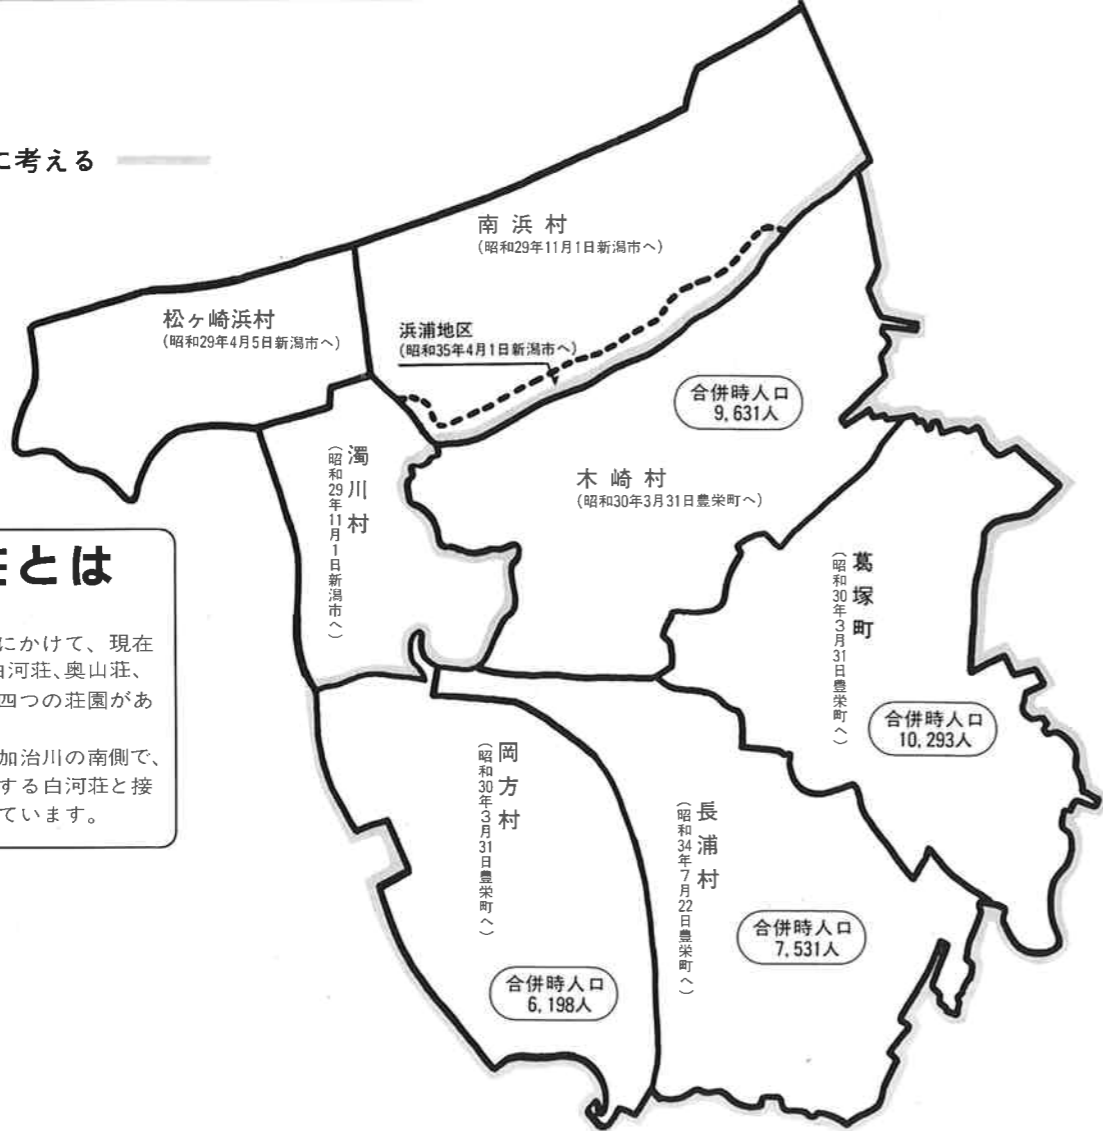 に考える
南浜村
(昭和29年11月1日新潟市へ)
松ヶ崎浜村
(昭和29年4月5日新潟市へ)
浜浦地区
(昭和35年4月1日新潟市へ)
合併時人口
9,631人
濁川村
(昭和29年11月1日新潟市へ)
木崎村
(昭和30年3月31日豊栄町へ)
葛塚町
(昭和30年3月31日豊栄町へ)
合併時人口
10,293人
岡方村
(昭和30年3月31日豊栄町へ)
合併時人口
6,198人
長浦村
(昭和34年7月22日豊栄町へ)
合併時人口
7,531人
とは
にかけて、現在
白河荘、奥山荘、
四つの荘園があ
加治川の南側で、
する白河荘と接
ています。